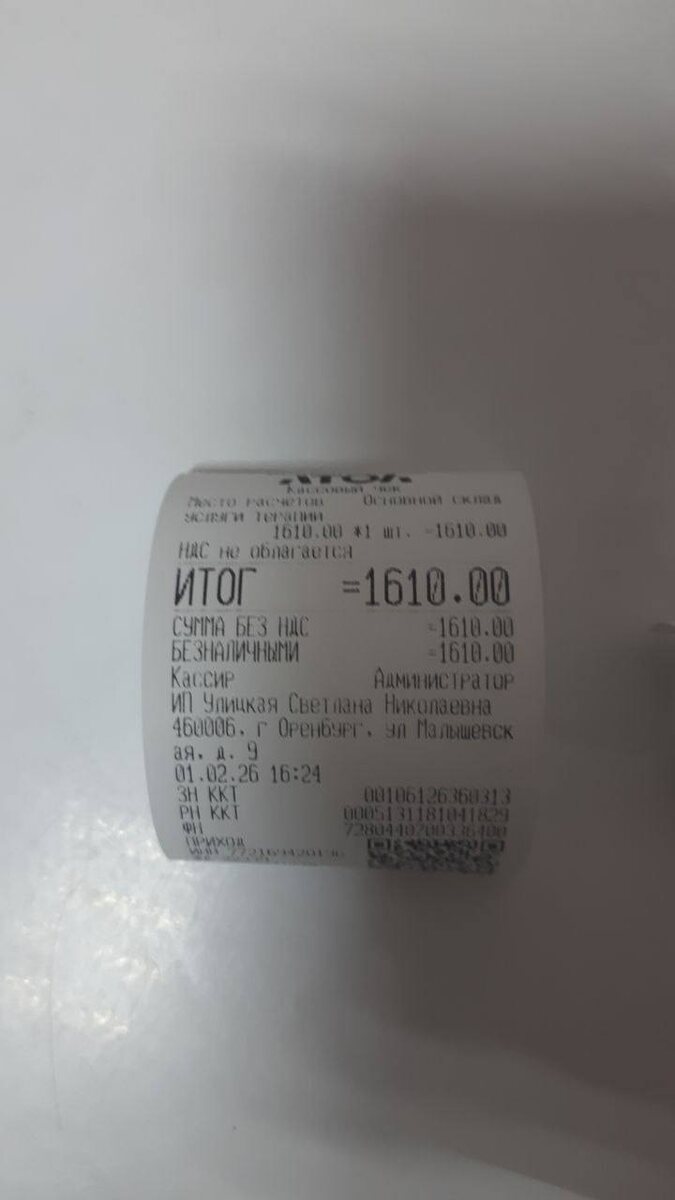 АТОЛ
Кассовый чек
Место расчетов Основной склад
услуги терапии
1610.00 *1 шт. =1610.00
НДС не облагается
ИТОГ =1610.00
СУММА БЕЗ НДС =1610.00
БЕЗНАЛИЧНЫМИ =1610.00
Кассир Администратор
ИП Улицкая Светлана Николаевна
460006, г Оренбург, ул Малышевск
ая, д. 9
01.02.26 16:24
ЗН ККТ 00106126360313
РН ККТ 0005131181041829
ФН 7280440700336400
ПРИХОД
ИНН